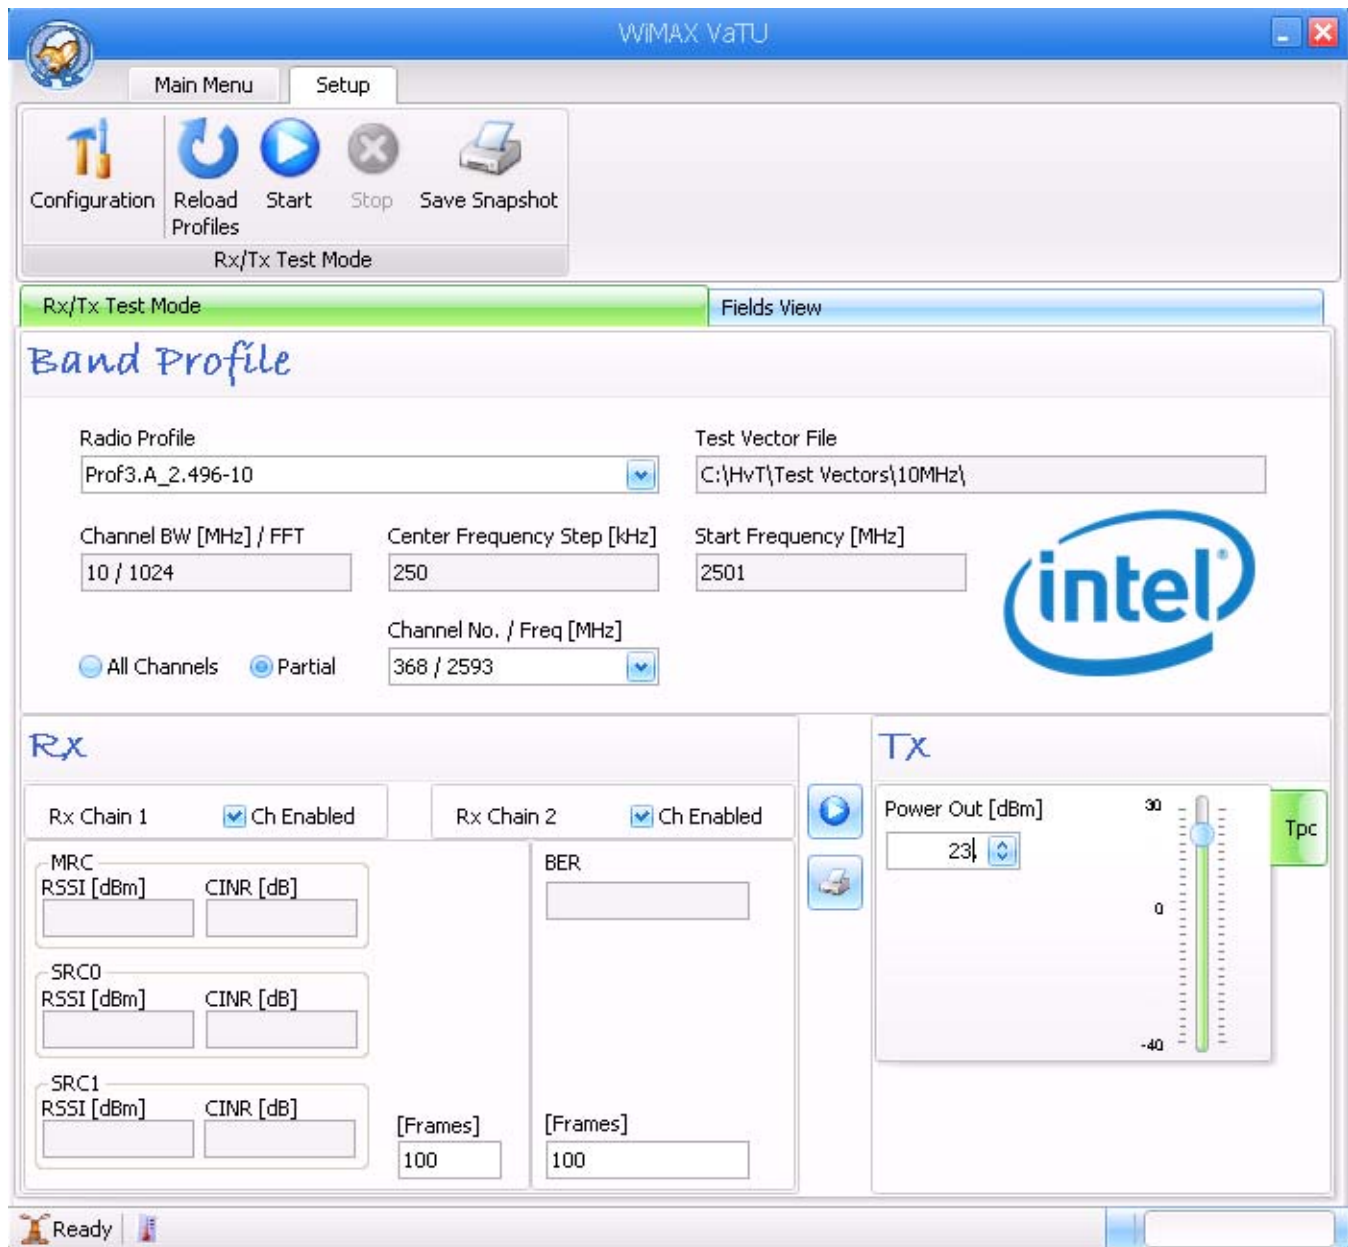 WiMAX VaTU
Main Menu Setup
Configuration Reload Profiles Start Stop Save Snapshot
Rx/Tx Test Mode
Rx/Tx Test Mode Fields View
Band Profile
Radio Profile Test Vector File
Prof3.A_2.496-10 C:\HvT\Test Vectors\10MHz\
Channel BW [MHz] / FFT Center Frequency Step [kHz] Start Frequency [MHz]
10 / 1024 250 2501
intel
Channel No. / Freq [MHz]
All Channels Partial 368 / 2593
Rx Tx
Rx Chain 1 Ch Enabled Rx Chain 2 Ch Enabled
Power Out [dBm] 30
23
Tpc
0
-40
MRC
RSSI [dBm] CINR [dB]
BER
SRC0
RSSI [dBm] CINR [dB]
SRC1
RSSI [dBm] CINR [dB]
[Frames] [Frames]
100 100
Ready